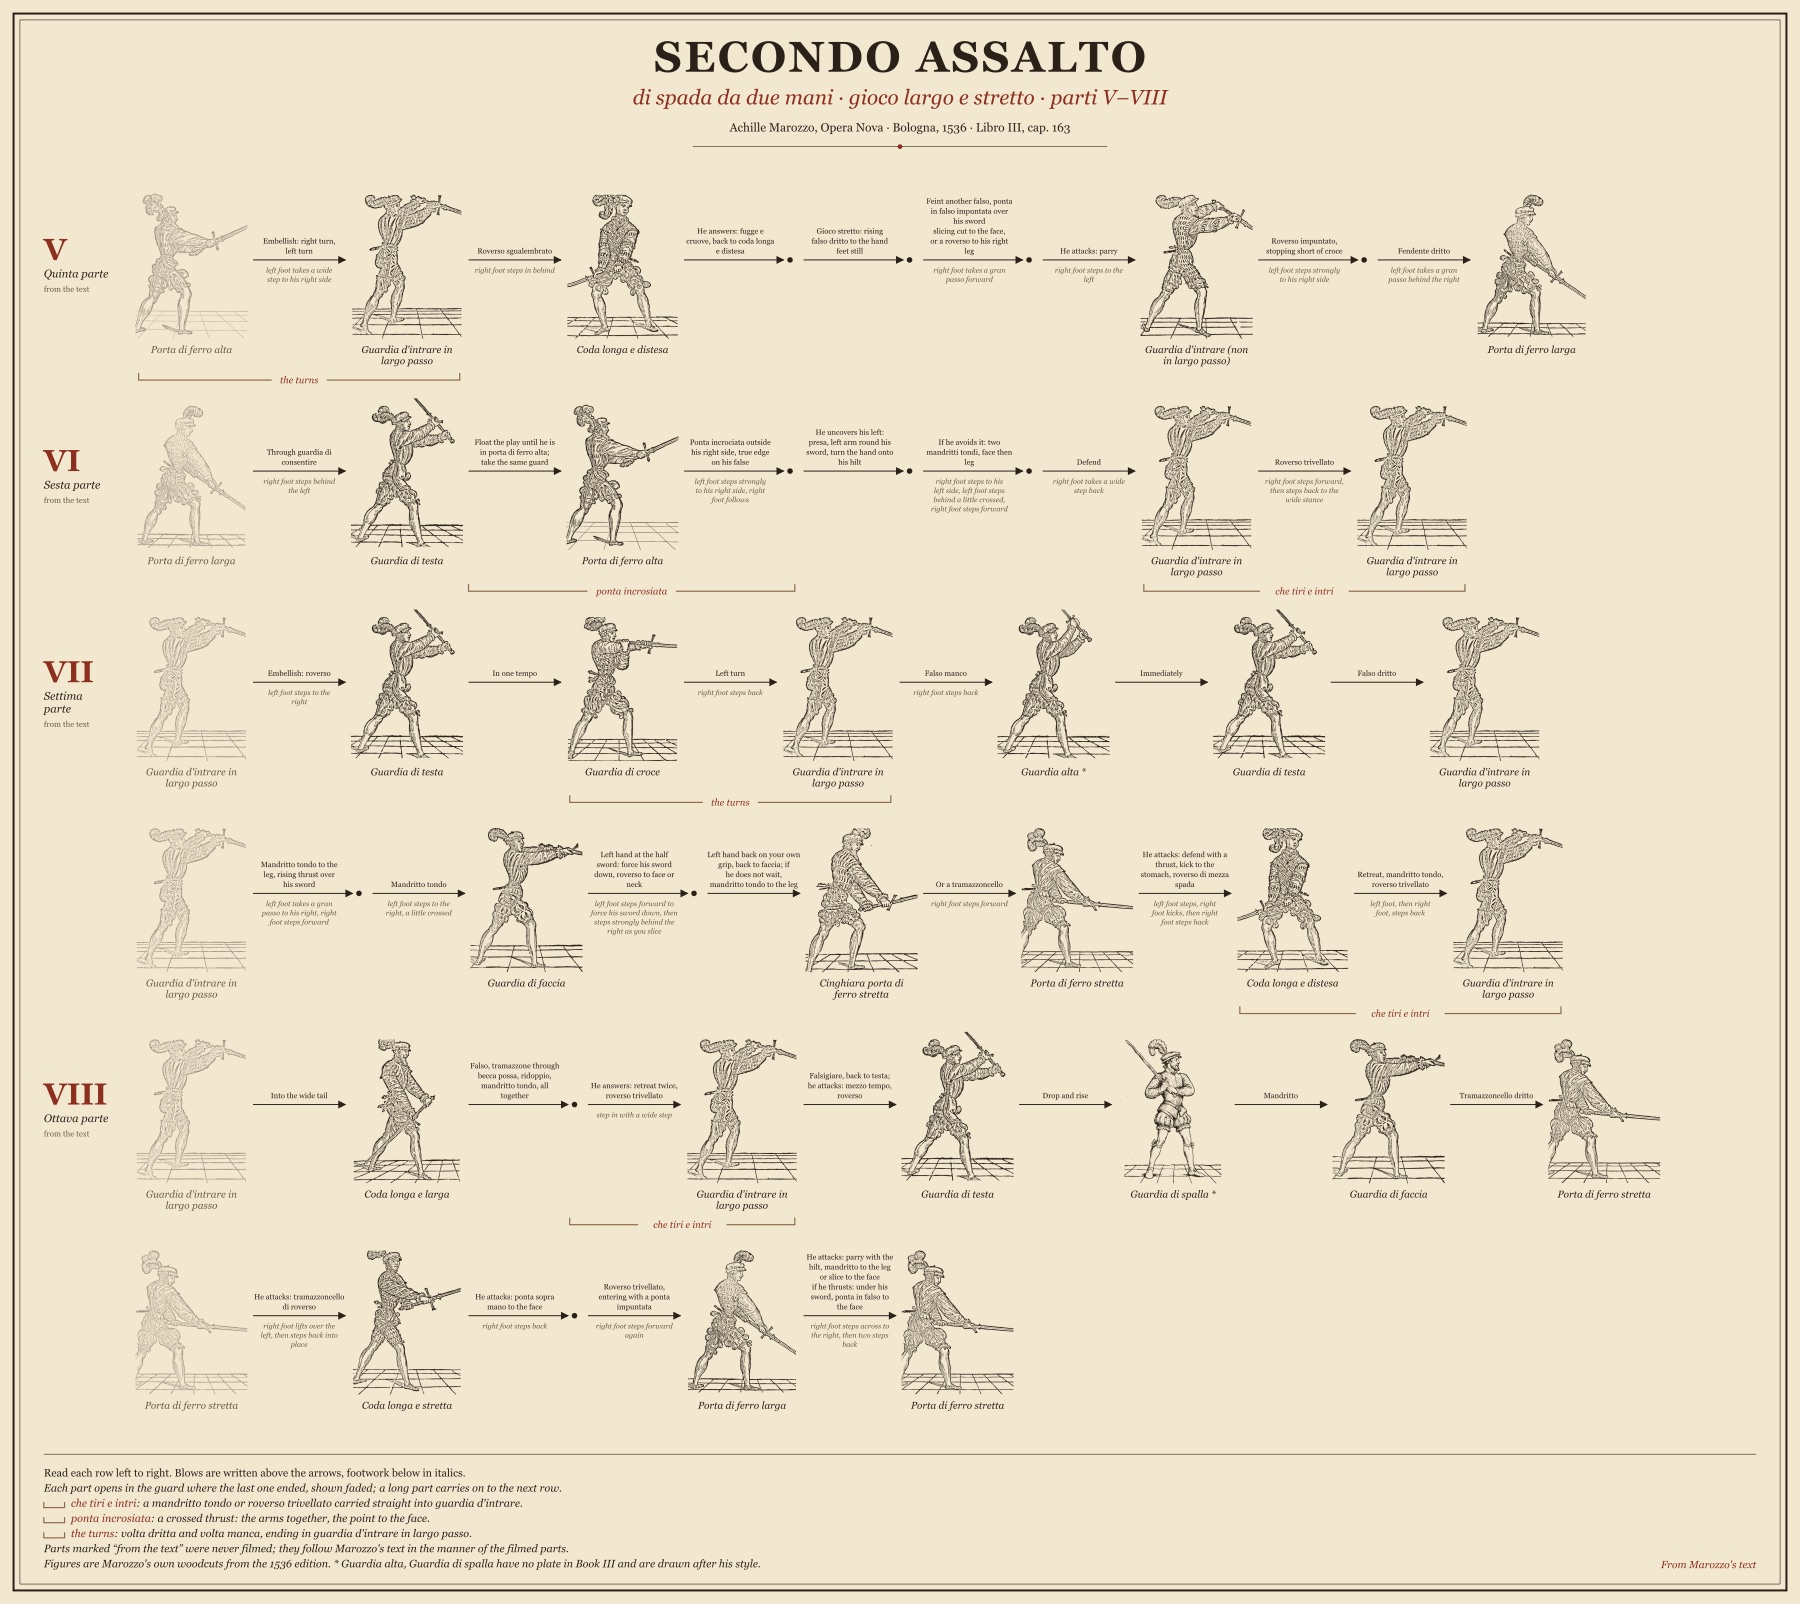 SECONDO ASSALTO
di spada da due mani · gioco largo e stretto · parti V–VIII
Achille Marozzo, Opera Nova · Bologna, 1536 · Libro III, cap. 163
V
Quinta parte
from the text
Porta di ferro alta
Embellish: right turn,
left turn
left foot takes a wide
step to his right side
Guardia d'intrare in
largo passo
Roverso sgualembrato
right foot steps in behind
Coda longa e distesa
He answers: fugge e
cruove, back to coda longa
e distesa
Gioco stretto: rising
falso dritto to the hand
feet still
Feint another falso, ponta
in falso impuntata over
his sword
slicing cut to the face,
or a roverso to his right
leg
right foot takes a gran
passo forward
He attacks: parry
right foot steps to the
left
Guardia d'intrare (non
in largo passo)
Roverso impuntato,
stopping short of croce
left foot steps strongly
to his right side
Fendente dritto
left foot takes a gran
passo behind the right
Porta di ferro larga
the turns
VI
Sesta parte
from the text
Porta di ferro larga
Through guardia di
consentire
right foot steps behind
the left
Guardia di testa
Float the play until he is
in porta di ferro alta;
take the same guard
Porta di ferro alta
Ponta incrociata outside
his right side, true edge
on his false
left foot steps strongly
to his right side, right
foot follows
He uncovers his left:
presa, left arm round his
sword, turn the hand onto
his hilt
If he avoids it: two
mandritti tondi, face then
leg
right foot steps to his
left side, left foot steps
behind a little crossed,
right foot steps forward
Defend
right foot takes a wide
step back
Guardia d'intrare in
largo passo
Roverso trivellato
right foot steps forward,
then steps back to the
wide stance
Guardia d'intrare in
largo passo
ponta incrosiata
che tiri e intri
VII
Settima
parte
from the text
Guardia d'intrare in
largo passo
Embellish: roverso
left foot steps to the
right
Guardia di testa
In one tempo
Guardia di croce
Left turn
right foot steps back
Guardia d'intrare in
largo passo
Falso manco
right foot steps back
Guardia alta *
Immediately
Guardia di testa
Falso dritto
Guardia d'intrare in
largo passo
the turns
Guardia d'intrare in
largo passo
Mandritto tondo to the
leg, rising thrust over
his sword
left foot takes a gran
passo to his right, right
foot steps forward
Mandritto tondo
left foot steps to the
right, a little crossed
Guardia di faccia
Left hand at the half
sword: force his sword
down, roverso to face or
neck
left foot steps forward to
force his sword down, then
steps strongly behind the
right as you slice
Left hand back on your own
grip, back to faccia; if
he does not wait,
mandritto tondo to the leg
Cinghiara porta di
ferro stretta
Or a tramazzoncello
right foot steps forward
Porta di ferro stretta
He attacks: defend with a
thrust, kick to the
stomach, roverso di mezza
spada
left foot steps, right
foot kicks, then right
foot steps back
Coda longa e distesa
Retreat, mandritto tondo,
roverso trivellato
left foot, then right
foot, steps back
Guardia d'intrare in
largo passo
che tiri e intri
VIII
Ottava parte
from the text
Guardia d'intrare in
largo passo
Into the wide tail
Coda longa e larga
Falso, tramazzone through
becca possa, ridoppio,
mandritto tondo, all
together
He answers: retreat twice,
roverso trivellato
step in with a wide step
Guardia d'intrare in
largo passo
Falsigiare, back to testa;
he attacks: mezzo tempo,
roverso
Guardia di testa
Drop and rise
Guardia di spalla *
Mandritto
Guardia di faccia
Tramazzoncello dritto
Porta di ferro stretta
che tiri e intri
Porta di ferro stretta
He attacks: tramazzoncello
di roverso
right foot lifts over the
left, then steps back into
place
Coda longa e stretta
He attacks: ponta sopra
mano to the face
right foot steps back
Roverso trivellato,
entering with a ponta
impuntata
right foot steps forward
again
Porta di ferro larga
He attacks: parry with the
hilt, mandritto to the leg
or slice to the face
if he thrusts: under his
sword, ponta in falso to
the face
right foot steps across to
the right, then two steps
back
Porta di ferro stretta
Read each row left to right. Blows are written above the arrows, footwork below in italics.
Each part opens in the guard where the last one ended, shown faded; a long part carries on to the next row.
che tiri e intri: a mandritto tondo or roverso trivellato carried straight into guardia d'intrare.
ponta incrosiata: a crossed thrust: the arms together, the point to the face.
the turns: volta dritta and volta manca, ending in guardia d'intrare in largo passo.
Parts marked “from the text” were never filmed; they follow Marozzo's text in the manner of the filmed parts.
Figures are Marozzo's own woodcuts from the 1536 edition. * Guardia alta, Guardia di spalla have no plate in Book III and are drawn after his style.
From Marozzo's text